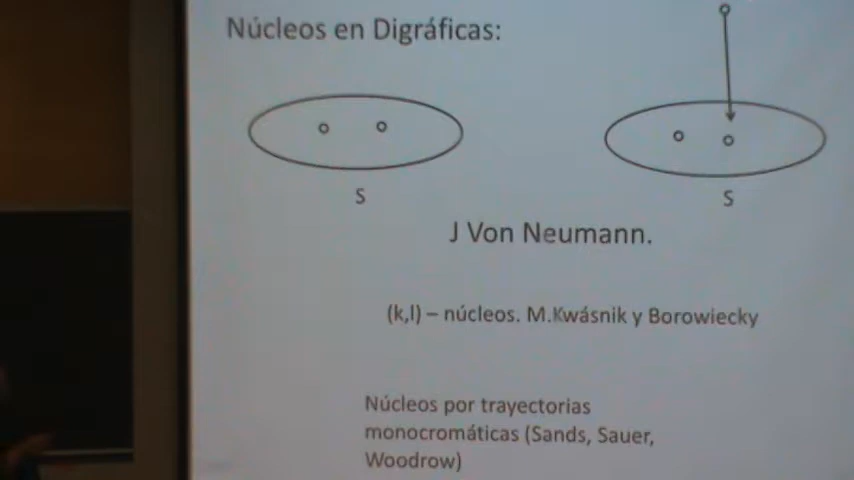 Núcleos en Digráficas:
S
S
J Von Neumann.
(k,l) – núcleos. M.Kwásnik y Borowiecky
Núcleos por trayectorias
monocromáticas (Sands, Sauer,
Woodrow)